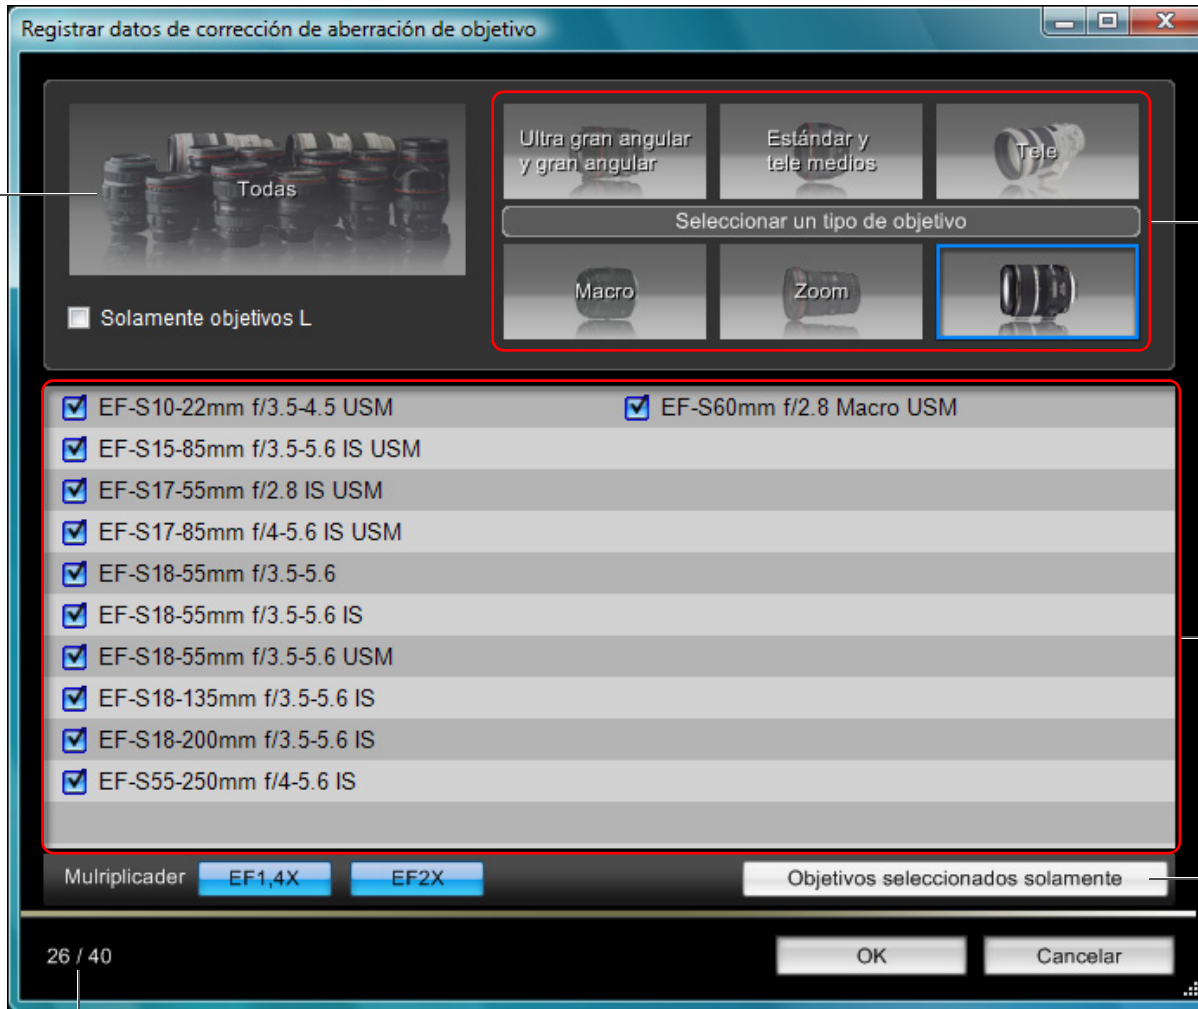 Registrar datos de corrección de aberración de objetivo
Todas
Solamente objetivos L
Ultra gran angular
y gran angular
Estándar y
tele medios
Tele
Seleccionar un tipo de objetivo
Macro
Zoom
EF-S10-22mm f/3.5-4.5 USM
EF-S15-85mm f/3.5-5.6 IS USM
EF-S17-55mm f/2.8 IS USM
EF-S17-85mm f/4-5.6 IS USM
EF-S18-55mm f/3.5-5.6
EF-S18-55mm f/3.5-5.6 IS
EF-S18-55mm f/3.5-5.6 USM
EF-S18-135mm f/3.5-5.6 IS
EF-S18-200mm f/3.5-5.6 IS
EF-S55-250mm f/4-5.6 IS
EF-S60mm f/2.8 Macro USM
Mulriplicader
EF1,4X
EF2X
Objetivos seleccionados solamente
26 / 40
OK
Cancelar